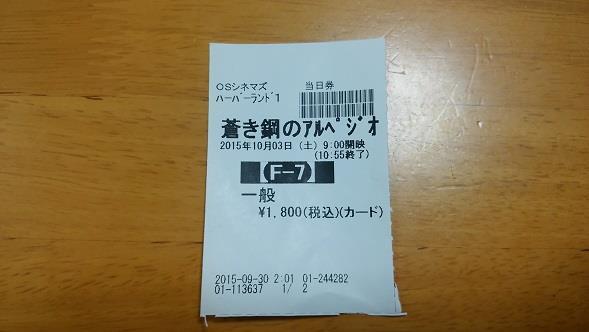 OSシネマズ 当日券
ハーバーランド1
蒼き鋼のｱﾙﾍﾟｼﾞｵ
2015年10月03日（土）9:00開映
(10:55終了)
F-7
一般
¥1,800(税込)(カード)
2015-09-30 2:01 01-244282
01-113637 1/ 2